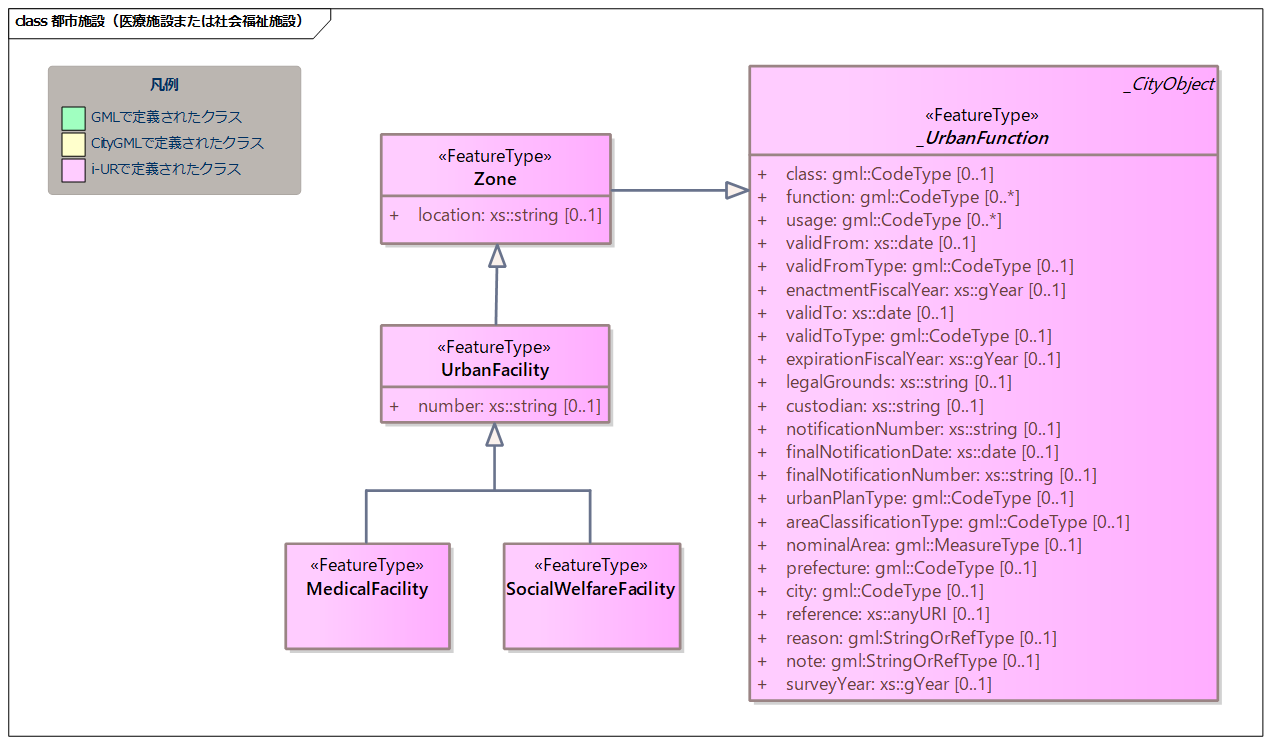 class 都市施設（医療施設または社会福祉施設）
凡例
GMLで定義されたクラス
CityGMLで定義されたクラス
i-URで定義されたクラス
«FeatureType»
Zone
+ location: xs::string [0..1]
«FeatureType»
UrbanFacility
+ number: xs::string [0..1]
«FeatureType»
MedicalFacility
«FeatureType»
SocialWelfareFacility
_CityObject
«FeatureType»
_UrbanFunction
+ class: gml::CodeType [0..1]
+ function: gml::CodeType [0..*]
+ usage: gml::CodeType [0..*]
+ validFrom: xs::date [0..1]
+ validFromType: gml::CodeType [0..1]
+ enactmentFiscalYear: xs::gYear [0..1]
+ validTo: xs::date [0..1]
+ validToType: gml::CodeType [0..1]
+ expirationFiscalYear: xs::gYear [0..1]
+ legalGrounds: xs::string [0..1]
+ custodian: xs::string [0..1]
+ notificationNumber: xs::string [0..1]
+ finalNotificationDate: xs::date [0..1]
+ finalNotificationNumber: xs::string [0..1]
+ urbanPlanType: gml::CodeType [0..1]
+ areaClassificationType: gml::CodeType [0..1]
+ nominalArea: gml::MeasureType [0..1]
+ prefecture: gml::CodeType [0..1]
+ city: gml::CodeType [0..1]
+ reference: xs::anyURI [0..1]
+ reason: gml:StringOrRefType [0..1]
+ note: gml:StringOrRefType [0..1]
+ surveyYear: xs::gYear [0..1]